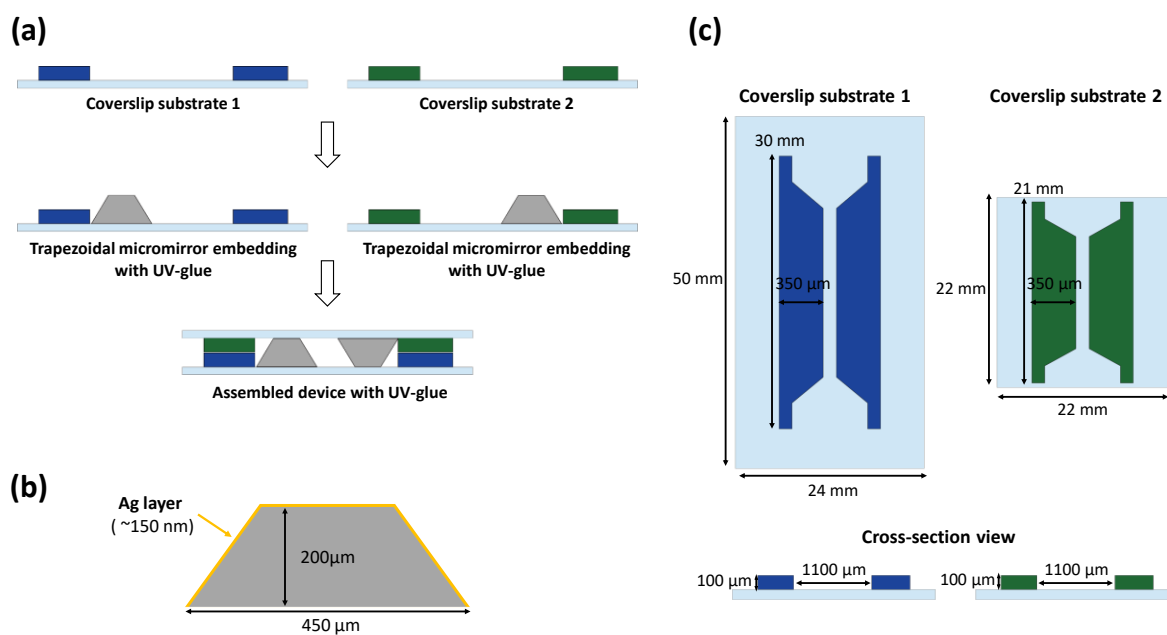 (a)
Coverslip substrate 1
Coverslip substrate 2
Trapezoidal micromirror embedding
with UV-glue
Trapezoidal micromirror embedding
with UV-glue
Assembled device with UV-glue
(b)
Ag layer
( ~150 nm)
200μm
450 μm
(c)
Coverslip substrate 1
Coverslip substrate 2
30 mm
50 mm
350 μm
24 mm
21 mm
22 mm
350 μm
22 mm
Cross-section view
100 μm
1100 μm
100 μm
1100 μm